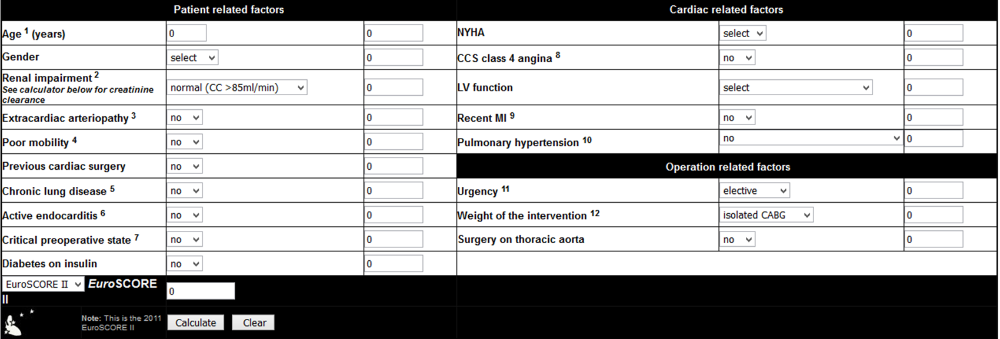 Patient related factors
Cardiac related factors
Age 1 (years) 0 0
NYHA select 0
Gender select 0
CCS class 4 angina 8 no 0
Renal impairment 2
See calculator below for creatinine
clearance
normal (CC >85ml/min) 0
LV function select 0
Extracardiac arteriopathy 3 no 0
Recent MI 9 no 0
Poor mobility 4 no 0
Pulmonary hypertension 10 no 0
Previous cardiac surgery no 0
Operation related factors
Chronic lung disease 5 no 0
Urgency 11 elective 0
Active endocarditis 6 no 0
Weight of the intervention 12 isolated CABG 0
Critical preoperative state 7 no 0
Surgery on thoracic aorta no 0
Diabetes on insulin no 0
EuroSCORE II EuroSCORE
II
0
Note: This is the 2011
EuroSCORE II
Calculate Clear